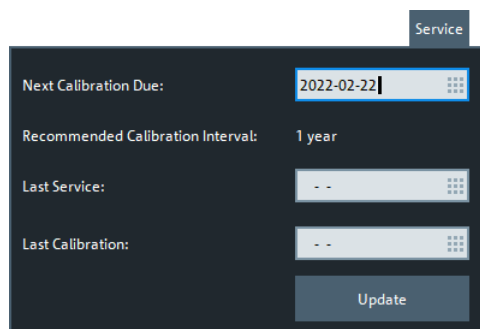 Service
Next Calibration Due: 2022-02-22
Recommended Calibration Interval: 1 year
Last Service: - -
Last Calibration: - -
Update